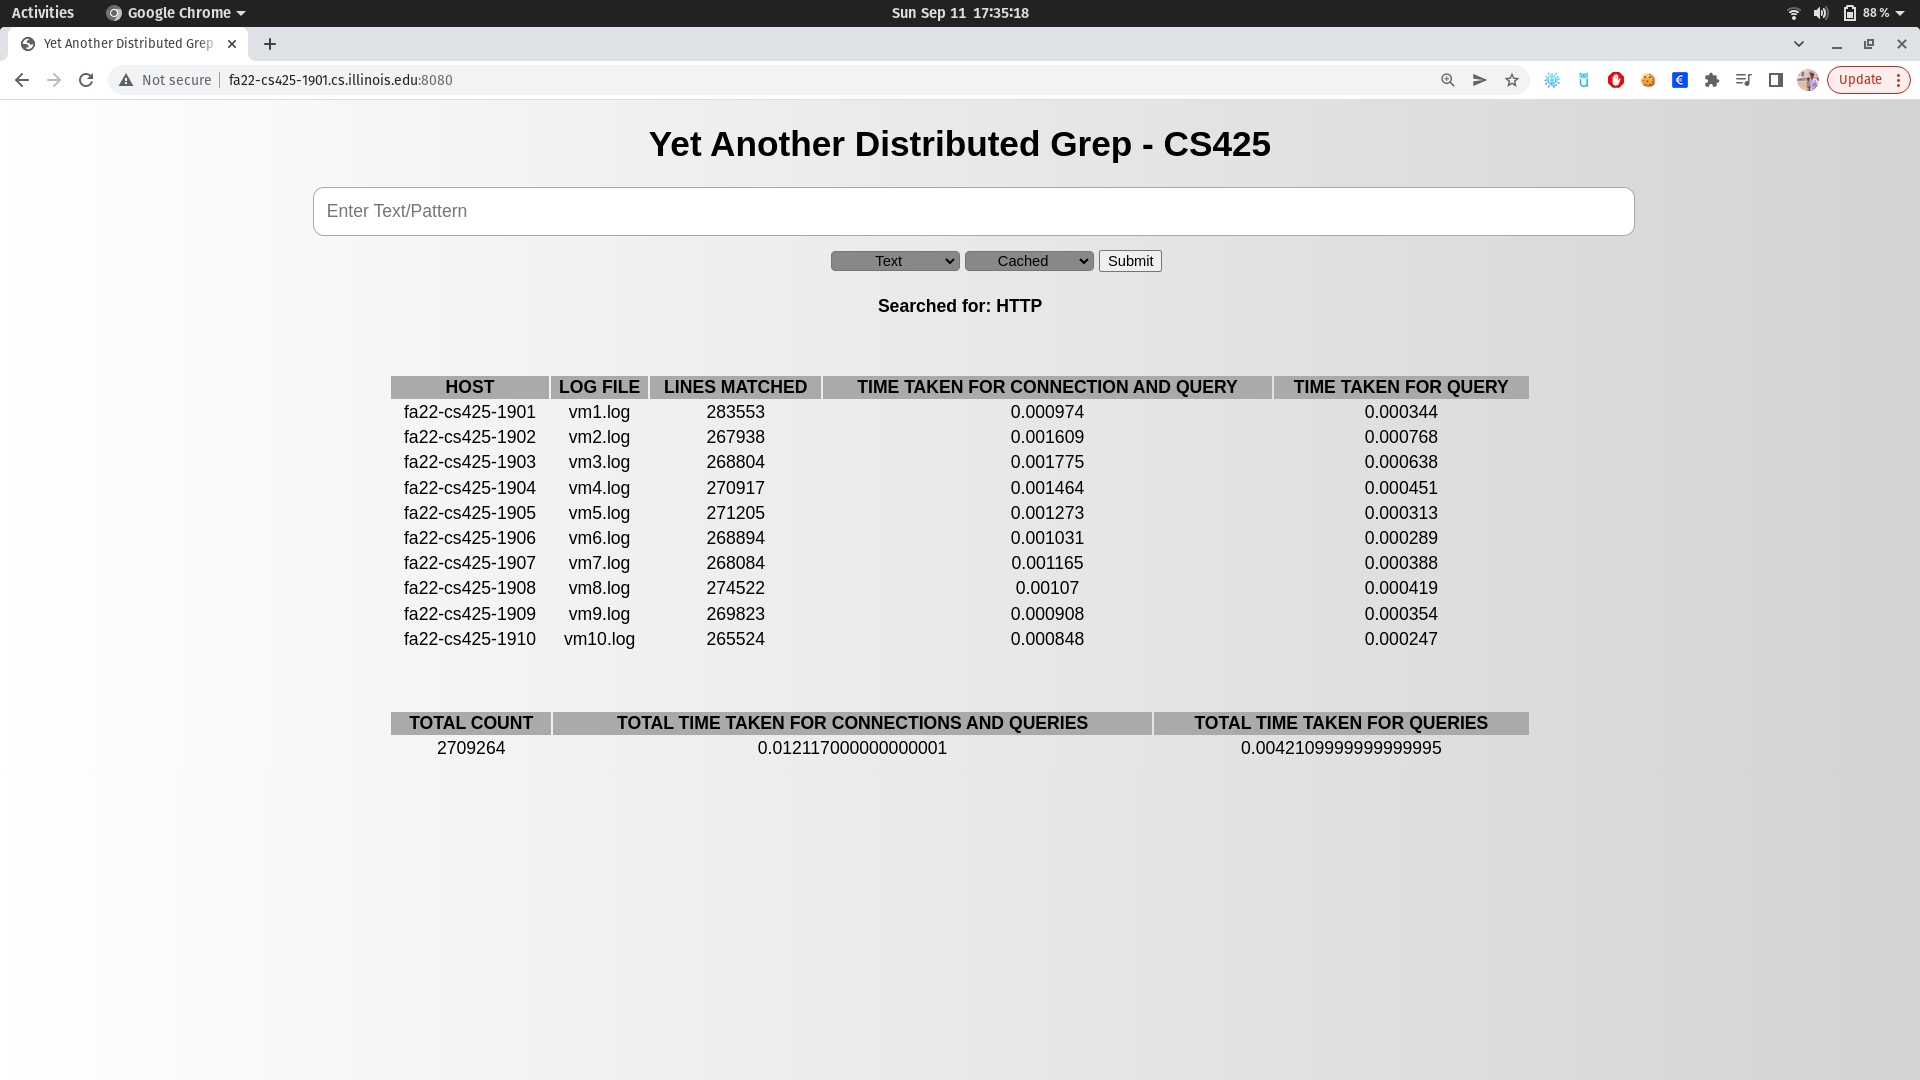 Activities Google Chrome Sun Sep 11 17:35:18 88 %
Yet Another Distributed Grep
Not secure fa22-cs425-1901.cs.illinois.edu:8080 Update
Yet Another Distributed Grep - CS425
Enter Text/Pattern
Text Cached Submit
Searched for: HTTP
HOST LOG FILE LINES MATCHED TIME TAKEN FOR CONNECTION AND QUERY TIME TAKEN FOR QUERY
fa22-cs425-1901 vm1.log 283553 0.000974 0.000344
fa22-cs425-1902 vm2.log 267938 0.001609 0.000768
fa22-cs425-1903 vm3.log 268804 0.001775 0.000638
fa22-cs425-1904 vm4.log 270917 0.001464 0.000451
fa22-cs425-1905 vm5.log 271205 0.001273 0.000313
fa22-cs425-1906 vm6.log 268894 0.001031 0.000289
fa22-cs425-1907 vm7.log 268084 0.001165 0.000388
fa22-cs425-1908 vm8.log 274522 0.00107 0.000419
fa22-cs425-1909 vm9.log 269823 0.000908 0.000354
fa22-cs425-1910 vm10.log 265524 0.000848 0.000247
TOTAL COUNT TOTAL TIME TAKEN FOR CONNECTIONS AND QUERIES TOTAL TIME TAKEN FOR QUERIES
2709264 0.012117000000000001 0.0042109999999999995